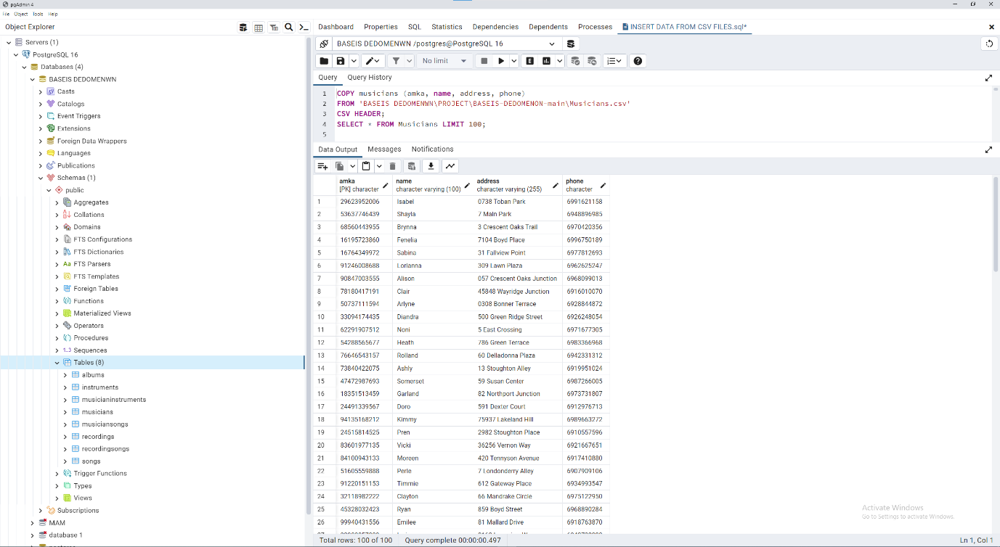 pgAdmin 4
File Object Tools Help
Object Explorer
Dashboard Properties SQL Statistics Dependencies Dependents Processes INSERT DATA FROM CSV FILES.sql*
Servers (1)
PostgreSQL 16
Databases (4)
BASEIS DEDOMENWN
Casts
Catalogs
Event Triggers
Extensions
Foreign Data Wrappers
Languages
Publications
Schemas (1)
public
Aggregates
Collations
Domains
FTS Configurations
FTS Dictionaries
Aa FTS Parsers
FTS Templates
Foreign Tables
Functions
Materialized Views
Operators
Procedures
1..3 Sequences
Tables (8)
albums
instruments
musicianinstruments
musicians
musiciansongs
recordings
recordingsongs
songs
Trigger Functions
Types
Views
Subscriptions
MAM
database 1
BASEIS DEDOMENWN /postgres@PostgreSQL 16
No limit
E
Query Query History
1 COPY musicians (amka, name, address, phone)
2 FROM 'BASEIS DEDOMENWN\PROJECT\BASEIS-DEDOMENON-main\Musicians.csv'
3 CSV HEADER;
4 SELECT * FROM Musicians LIMIT 100;
5
Data Output Messages Notifications
amka name address phone
[PK] character character varying (100) character varying (255) character
1 29623952006 Isabel 0738 Toban Park 6991621158
2 53637746439 Shayla 7 Main Park 6948896985
3 68560443955 Brynna 3 Crescent Oaks Trail 6970420356
4 16195723860 Fenelia 7104 Boyd Place 6996750189
5 16764349972 Sabina 31 Fallview Point 6977812693
6 91246008688 Lorianna 309 Lawn Plaza 6962625247
7 90847003555 Alison 057 Crescent Oaks Junction 6968099013
8 78180417191 Clair 45848 Wayridge Junction 6916010070
9 50737111594 Arlyne 0308 Bonner Terrace 6928844872
10 33094174435 Diandra 500 Green Ridge Street 6926248054
11 62291907512 Noni 5 East Crossing 6971677305
12 54288565677 Heath 786 Green Terrace 6983366968
13 76646543157 Rolland 60 Delladonna Plaza 6942331312
14 73840422075 Ashly 13 Stoughton Alley 6919951024
15 47472987693 Somerset 59 Susan Center 6987266005
16 18351513459 Garland 82 Northport Junction 6973731807
17 24491339567 Doro 591 Dexter Court 6912976713
18 94135168212 Kimmy 75937 Lakeland Hill 6989663272
19 24515814525 Pren 2982 Stoughton Place 6910557596
20 83601977135 Vicki 36256 Vernon Way 6921667651
21 84100943133 Moreen 420 Tennyson Avenue 6917410880
22 51605559888 Perle 7 Londonderry Alley 6907909106
23 91220151153 Timmie 612 Gateway Place 6934993547
24 32118982222 Clayton 66 Mandrake Circle 6975122950
25 45328032423 Ryan 859 Boyd Street 6968890284
26 99940431556 Emilee 81 Mallard Drive 6918763870
Activate Windows
Go to Settings to activate Windows.
Total rows: 100 of 100 Query complete 00:00:00.497 Ln 1, Col 1